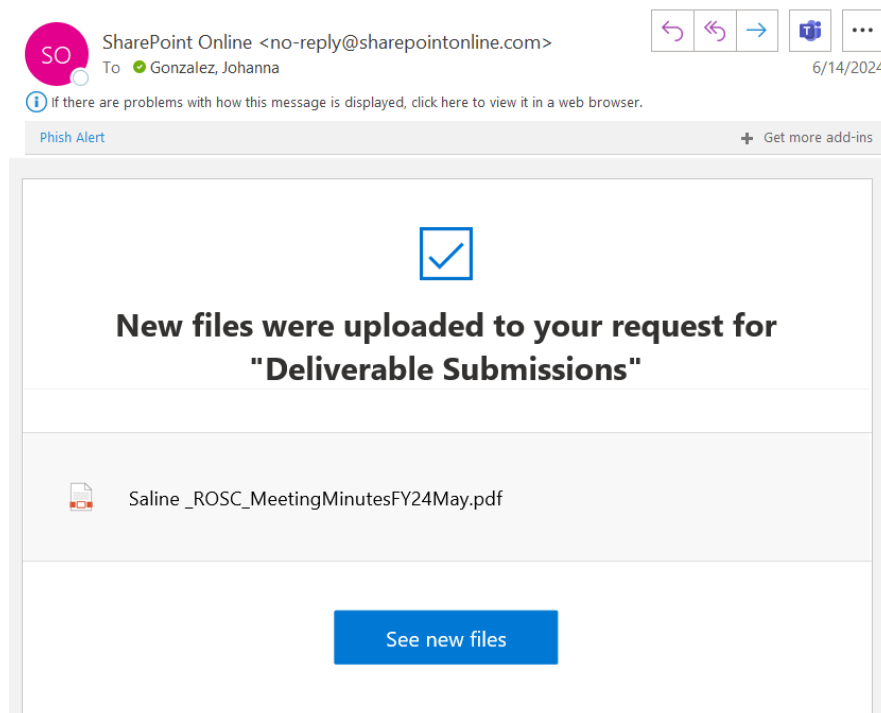 SO
SharePoint Online <no-reply@sharepointonline.com>
To Gonzalez, Johanna
6/14/2024
If there are problems with how this message is displayed, click here to view it in a web browser.
Phish Alert
Get more add-ins
New files were uploaded to your request for
"Deliverable Submissions"
Saline _ROSC_MeetingMinutesFY24May.pdf
See new files